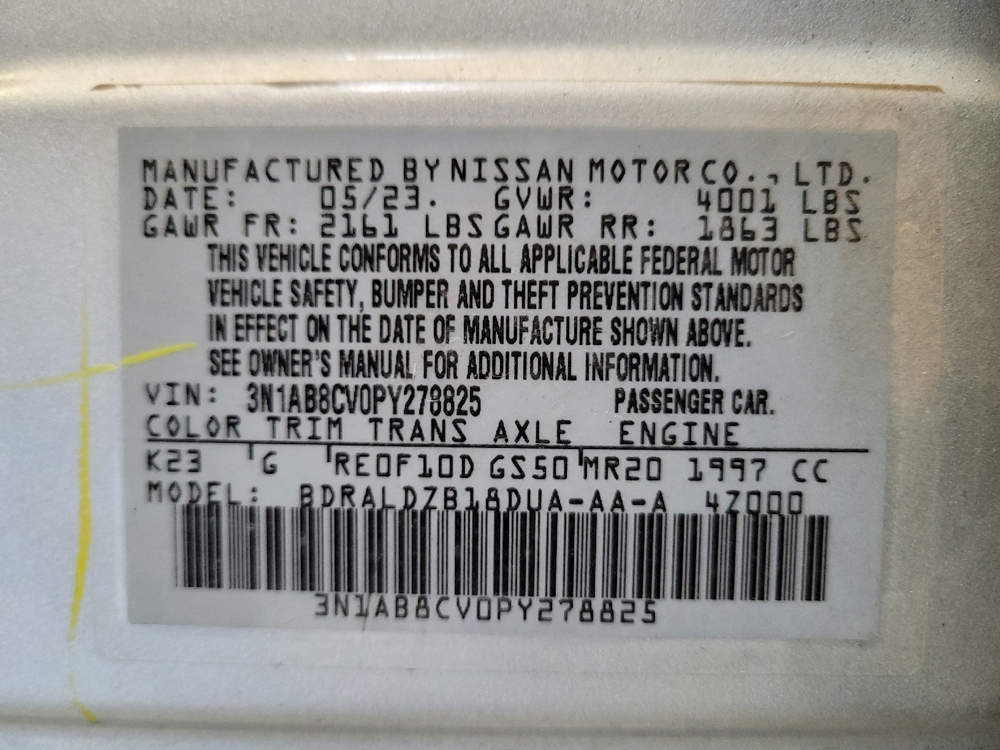 MANUFACTURED BY NISSAN MOTOR CO., LTD.
DATE: 05/23. GVWR: 4001 LBS
GAWR FR: 2161 LBS GAWR RR: 1863 LBS
THIS VEHICLE CONFORMS TO ALL APPLICABLE FEDERAL MOTOR
VEHICLE SAFETY, BUMPER AND THEFT PREVENTION STANDARDS
IN EFFECT ON THE DATE OF MANUFACTURE SHOWN ABOVE.
SEE OWNER'S MANUAL FOR ADDITIONAL INFORMATION.
VIN: 3N1AB8CV0PY278825 PASSENGER CAR.
COLOR TRIM TRANS AXLE ENGINE
K23 G RE0F10D GS50 MR20 1997 CC
MODEL: BDRALDZB18DUA-AA-A 4Z000
3N1AB8CV0PY278825